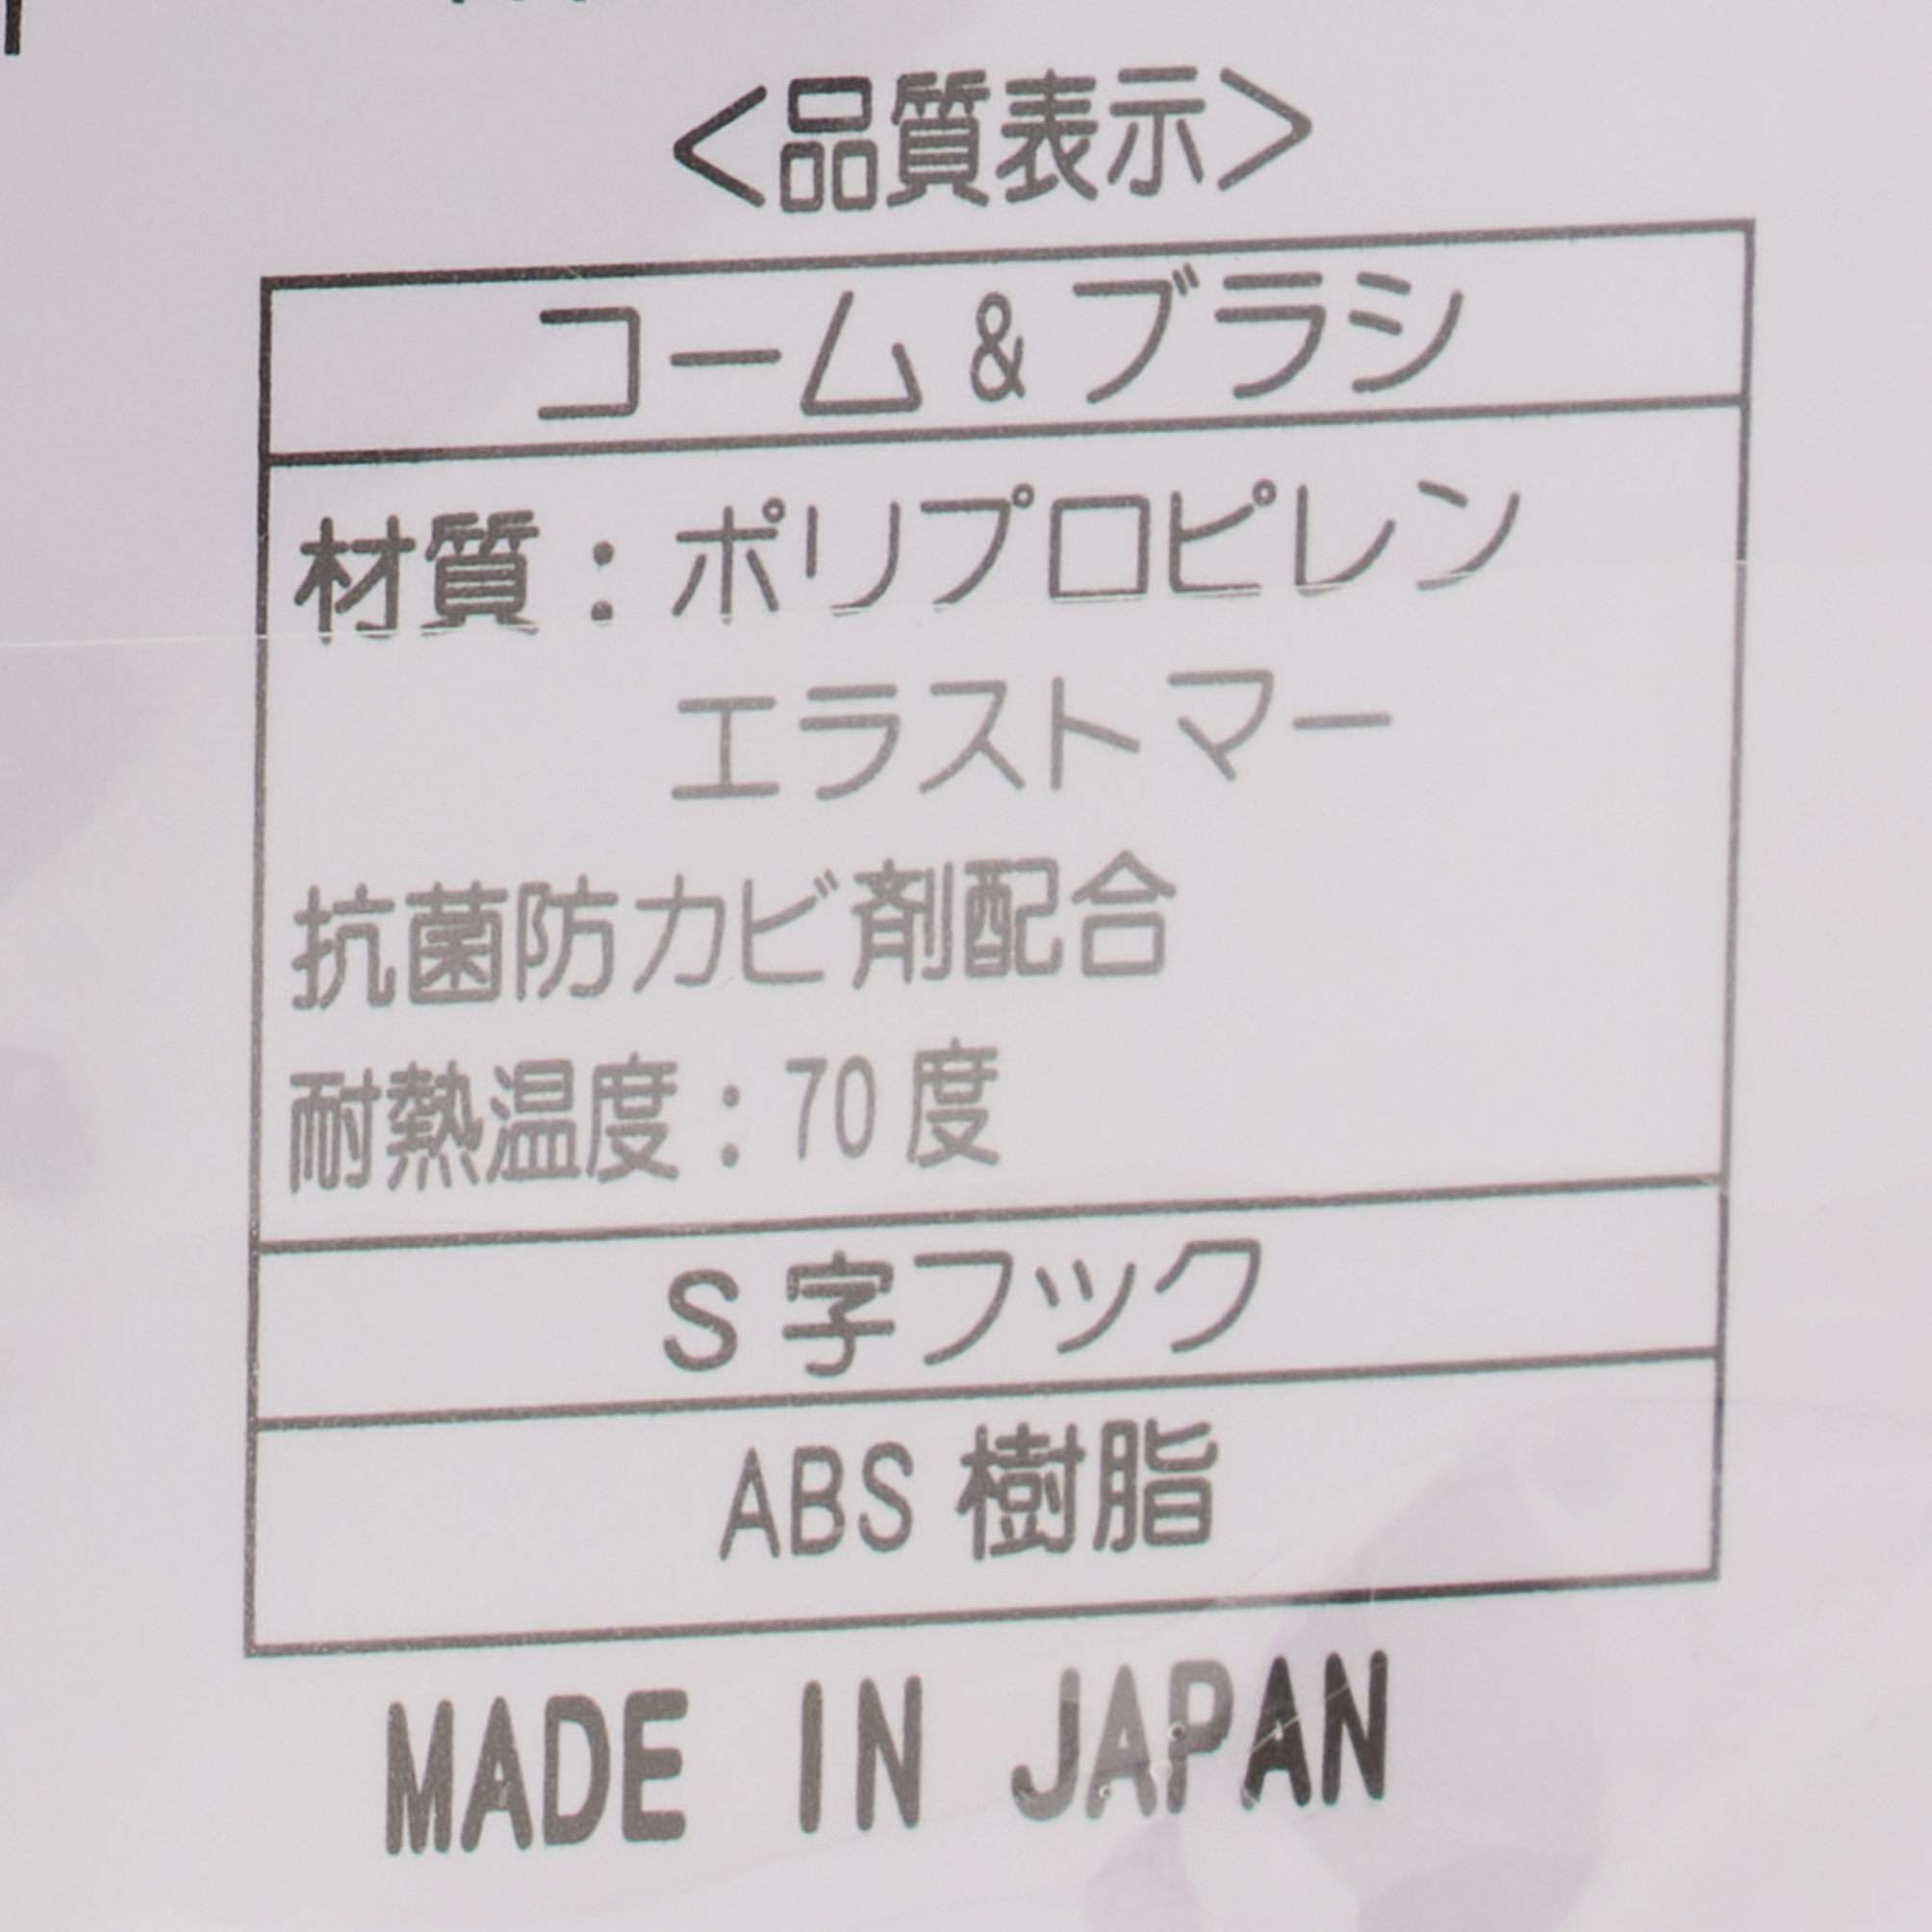 ＜品質表示＞
コーム＆ブラシ
材質：ポリプロピレン
エラストマー
抗菌防カビ剤配合
耐熱温度：70度
S字フック
ABS樹脂
MADE IN JAPAN